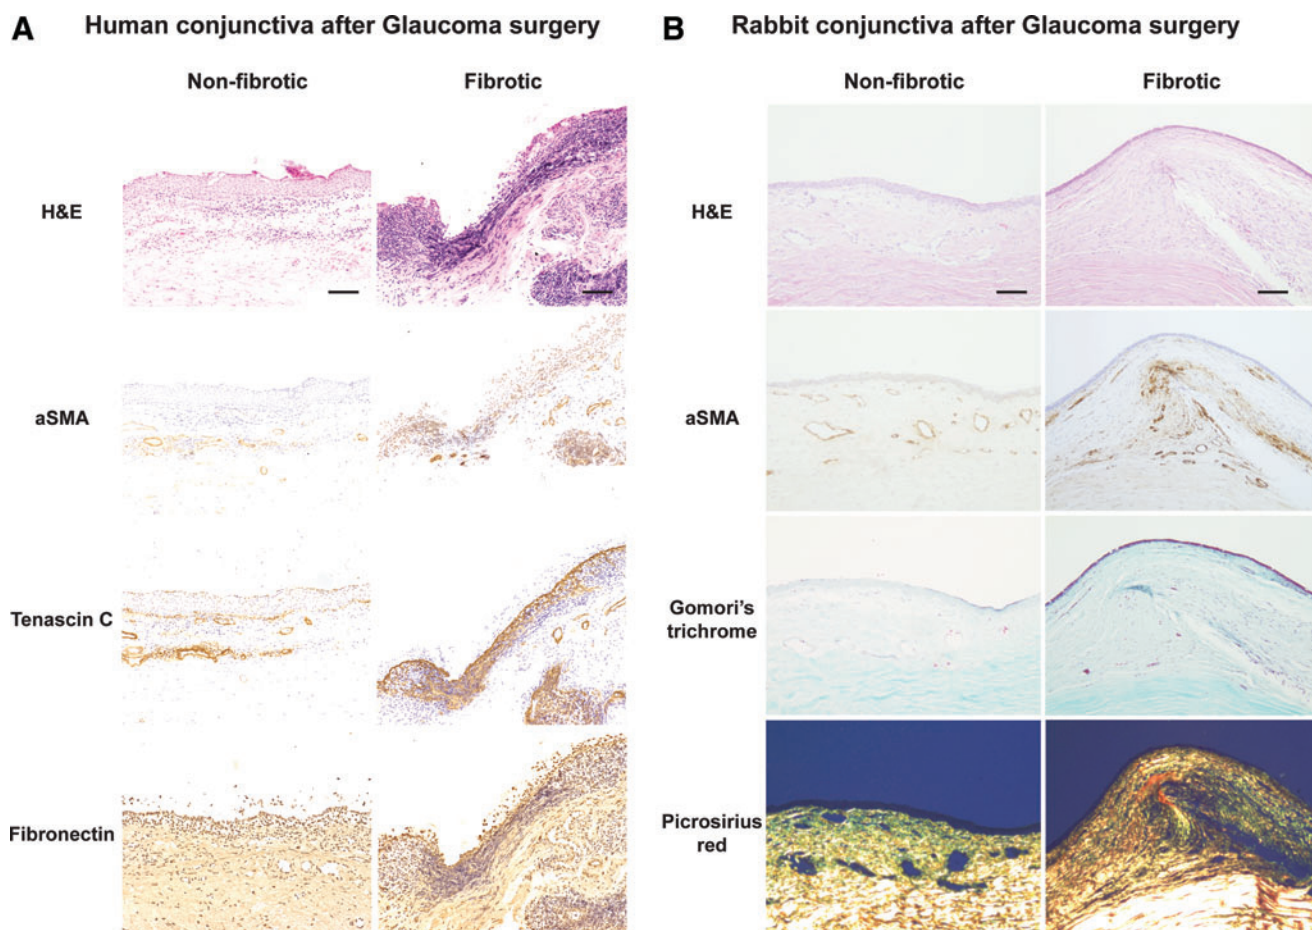 A Human conjunctiva after Glaucoma surgery
Non-fibrotic Fibrotic
H&E
aSMA
Tenascin C
Fibronectin
B Rabbit conjunctiva after Glaucoma surgery
Non-fibrotic Fibrotic
H&E
aSMA
Gomori's
trichrome
Picrosirius
red